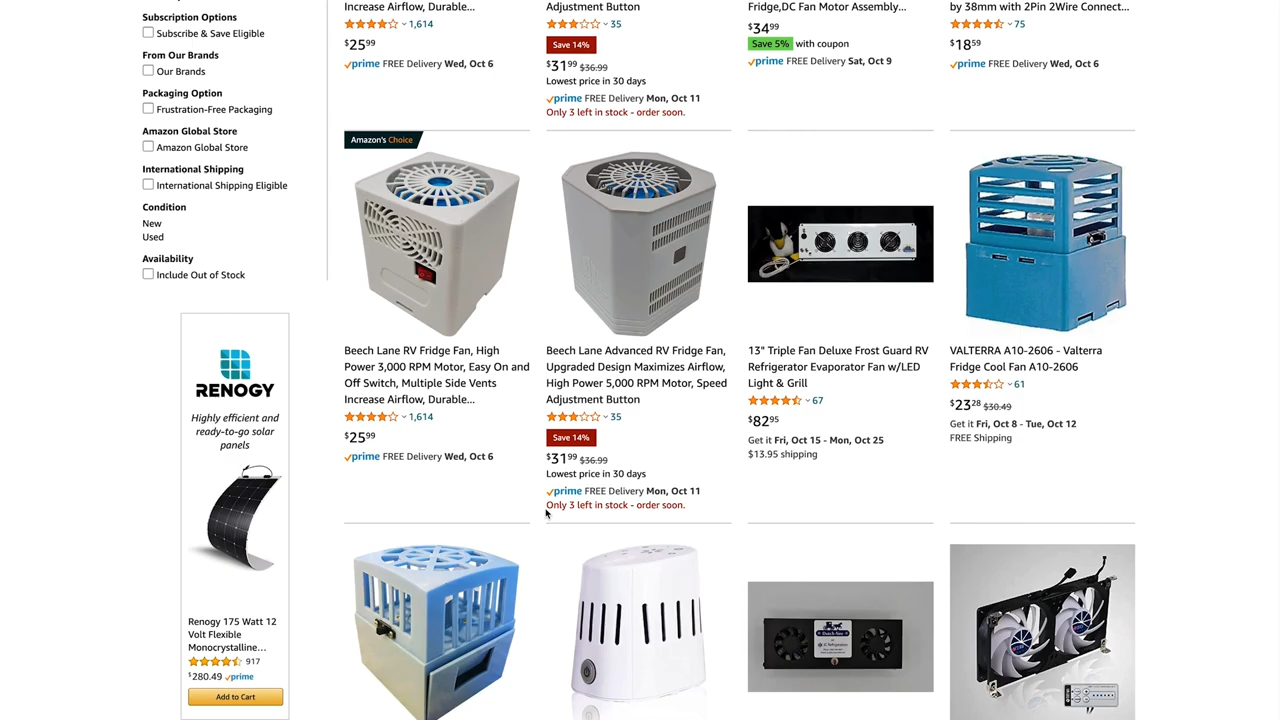 Subscription Options
Subscribe & Save Eligible
From Our Brands
Our Brands
Packaging Option
Frustration-Free Packaging
Amazon Global Store
Amazon Global Store
International Shipping
International Shipping Eligible
Condition
New
Used
Availability
Include Out of Stock
RENOGY
Highly efficient and
ready-to-go solar
panels
Renogy 175 Watt 12
Volt Flexible
Monocrystalline...
917
$280.49 prime
Add to Cart
Increase Airflow, Durable...
1,614
$25.99
prime FREE Delivery Wed, Oct 6
Adjustment Button
35
Save 14%
$31.99 $36.99
Lowest price in 30 days
prime FREE Delivery Mon, Oct 11
Only 3 left in stock - order soon.
Fridge,DC Fan Motor Assembly...
$34.99
Save 5% with coupon
prime FREE Delivery Sat, Oct 9
by 38mm with 2Pin 2Wire Connect...
75
$18.59
prime FREE Delivery Wed, Oct 6
Amazon's Choice
Beech Lane RV Fridge Fan, High
Power 3,000 RPM Motor, Easy On and
Off Switch, Multiple Side Vents
Increase Airflow, Durable...
1,614
$25.99
prime FREE Delivery Wed, Oct 6
Beech Lane Advanced RV Fridge Fan,
Upgraded Design Maximizes Airflow,
High Power 5,000 RPM Motor, Speed
Adjustment Button
35
Save 14%
$31.99 $36.99
Lowest price in 30 days
prime FREE Delivery Mon, Oct 11
Only 3 left in stock - order soon.
13" Triple Fan Deluxe Frost Guard RV
Refrigerator Evaporator Fan w/LED
Light & Grill
67
$82.95
Get it Fri, Oct 15 - Mon, Oct 25
$13.95 shipping
VALTERRA A10-2606 - Valterra
Fridge Cool Fan A10-2606
61
$23.28 $30.49
Get it Fri, Oct 8 - Tue, Oct 12
FREE Shipping